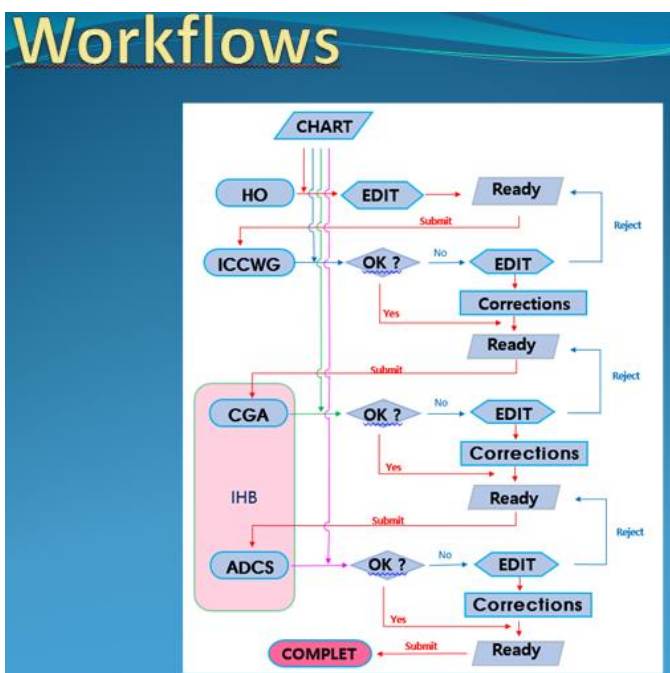 Workflows
CHART
HO
EDIT
Ready
Submit
Reject
ICCWG
OK ?
No
EDIT
Corrections
Yes
Ready
Submit
Reject
CGA
OK ?
No
EDIT
Corrections
Yes
IHB
Ready
Submit
Reject
ADCS
OK ?
No
EDIT
Corrections
Yes
Ready
Submit
COMPLET